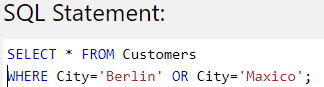 SQL Statement:
SELECT * FROM Customers
WHERE City='Berlin' OR City='Maxico';